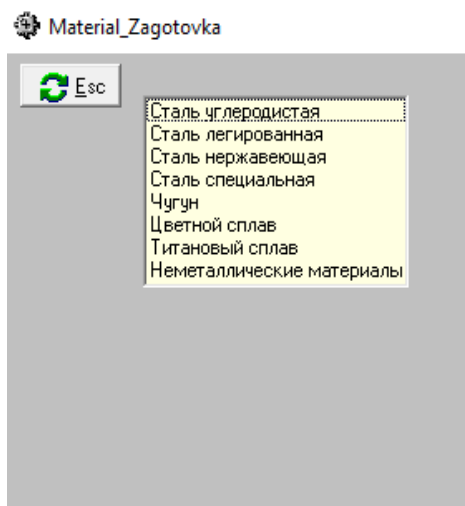 Material_Zagotovka
Esc
Сталь углеродистая
Сталь легированная
Сталь нержавеющая
Сталь специальная
Чугун
Цветной сплав
Титановый сплав
Неметаллические материалы